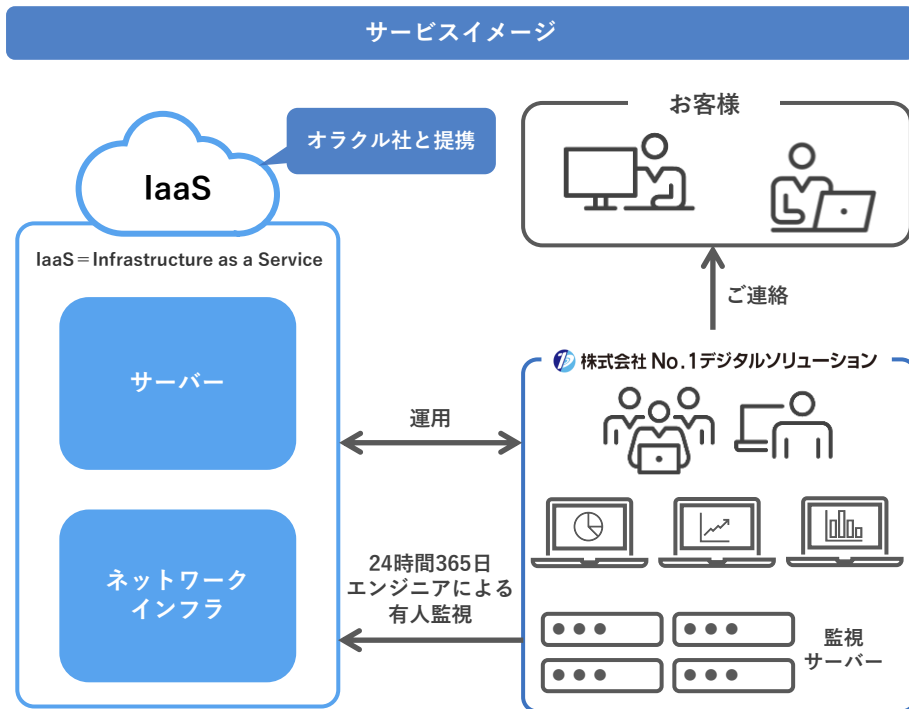 サービスイメージ
オラクル社と提携
お客様
IaaS
IaaS=Infrastructure as a Service
ご連絡
株式会社 No.1デジタルソリューション
サーバー
運用
24時間365日
エンジニアによる
有人監視
ネットワーク
インフラ
監視
サーバー